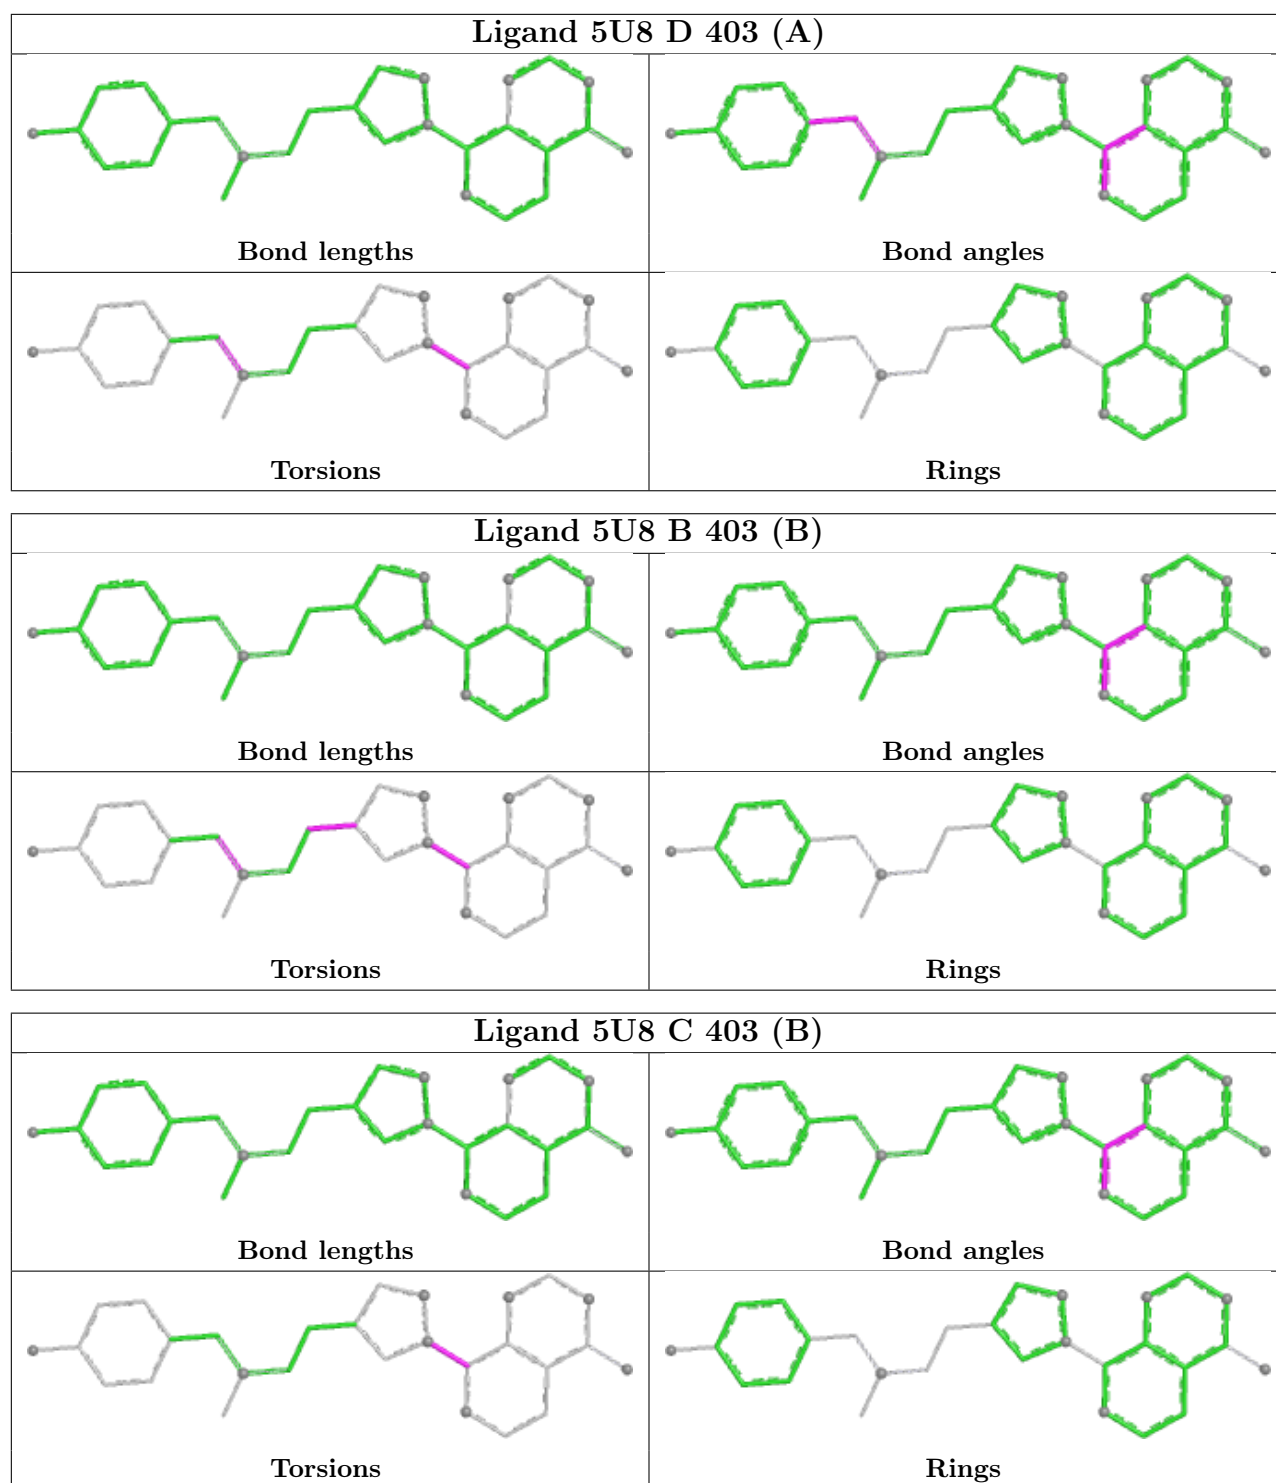 Ligand 5U8 D 403 (A)
Bond lengths
Bond angles
Torsions
Rings
Ligand 5U8 B 403 (B)
Bond lengths
Bond angles
Torsions
Rings
Ligand 5U8 C 403 (B)
Bond lengths
Bond angles
Torsions
Rings